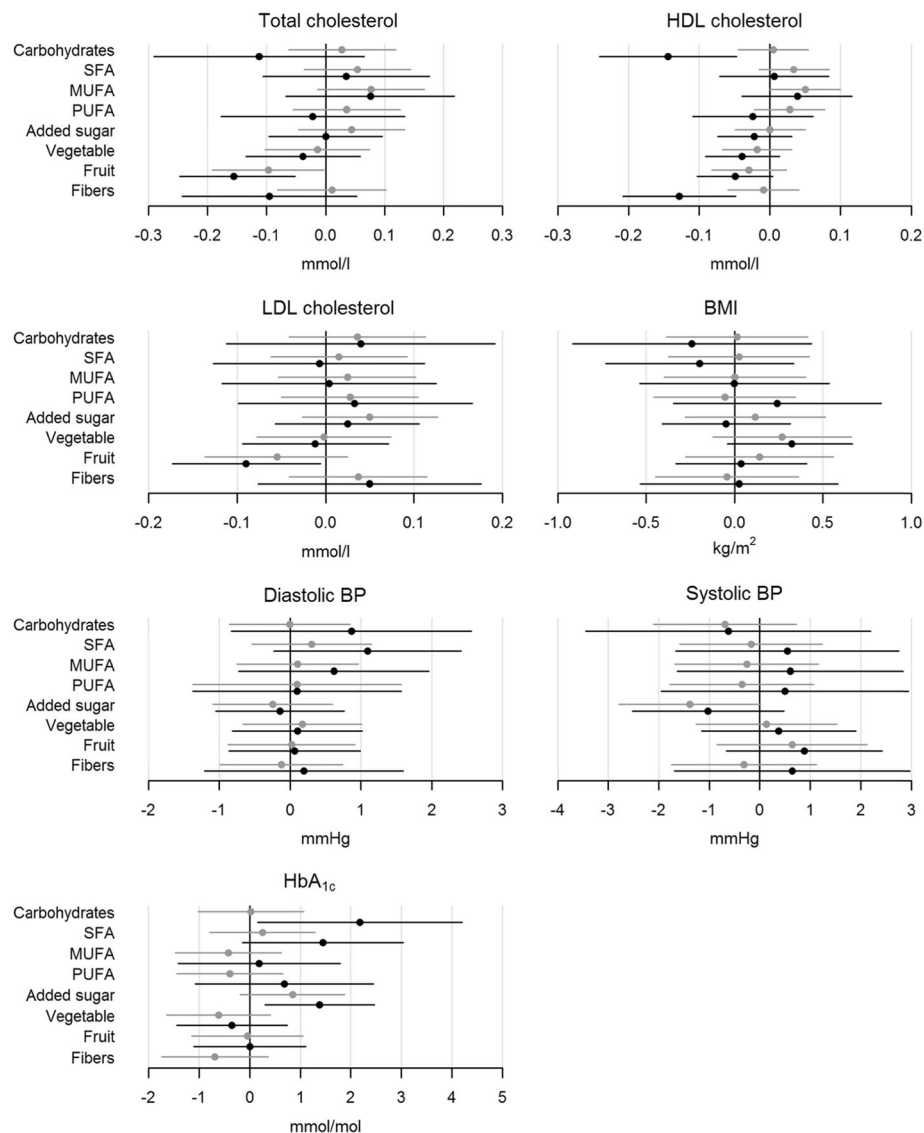 Total cholesterol
Carbohydrates
SFA
MUFA
PUFA
Added sugar
Vegetable
Fruit
Fibers
-0.3 -0.2 -0.1 0.0 0.1 0.2 0.3
mmol/l
HDL cholesterol
-0.3 -0.2 -0.1 0.0 0.1 0.2
mmol/l
LDL cholesterol
Carbohydrates
SFA
MUFA
PUFA
Added sugar
Vegetable
Fruit
Fibers
-0.2 -0.1 0.0 0.1 0.2
mmol/l
BMI
-1.0 -0.5 0.0 0.5 1.0
kg/m²
Diastolic BP
Carbohydrates
SFA
MUFA
PUFA
Added sugar
Vegetable
Fruit
Fibers
-2 -1 0 1 2 3
mmHg
Systolic BP
-4 -3 -2 -1 0 1 2 3
mmHg
HbA₁c
Carbohydrates
SFA
MUFA
PUFA
Added sugar
Vegetable
Fruit
Fibers
-2 -1 0 1 2 3 4 5
mmol/mol